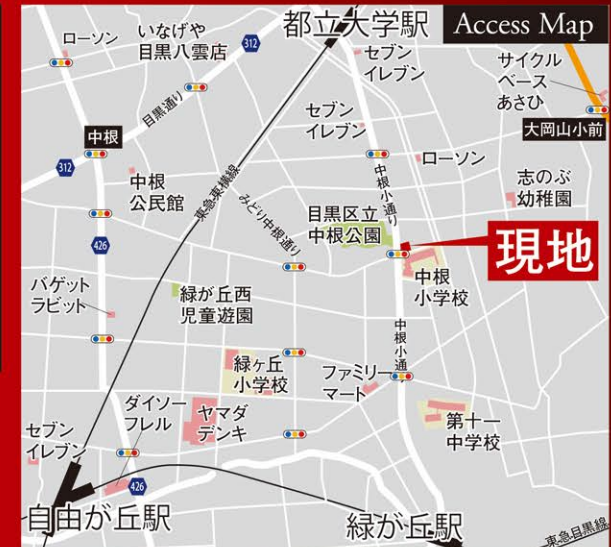 都立大学駅
Access Map
ローソン
いなげや
目黒八雲店
312
セブン
イレブン
サイクル
ベース
あさひ
目黒通り
セブン
イレブン
大岡山小前
中根
312
中根
公民館
東急東横線
中根小通り
ローソン
志のぶ
幼稚園
みどり中根通り
目黒区立
中根公園
現地
426
中根
小学校
バゲット
ラビット
緑が丘西
児童遊園
中根小通り
緑ヶ丘
小学校
ファミリー
マート
ダイソー
フレル
ヤマダ
デンキ
第十一
中学校
セブン
イレブン
426
自由が丘駅
緑が丘駅
東急目黒線